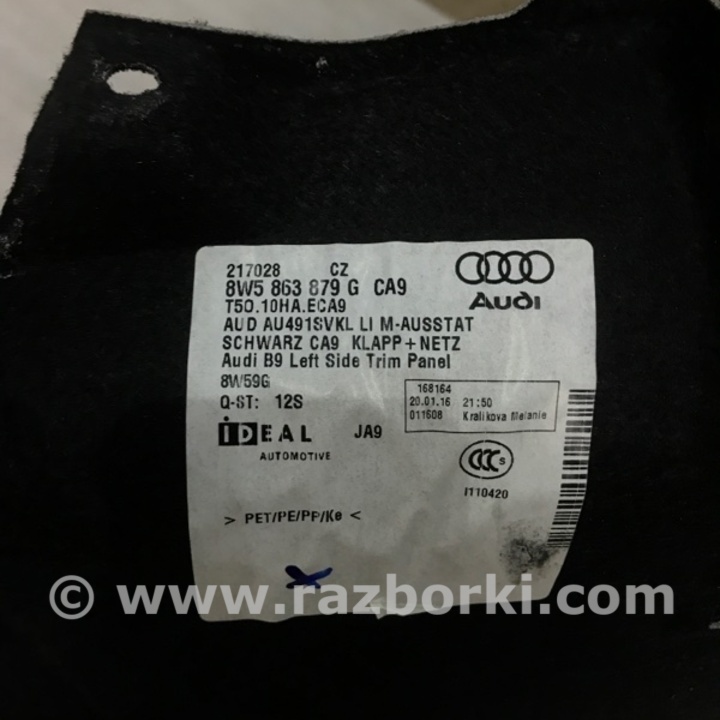 217028 CZ
8W5 863 879 G CA9
T50.10HA.ECA9
AUD AU491SVKL LI M-AUSSTAT
SCHWARZ CA9 KLAPP+NETZ
Audi B9 Left Side Trim Panel
8W59G
Q-ST: 12S
Audi
168164
20.01.16 21:50
011608 Kralikova Melanie
IDEAL JA9
AUTOMOTIVE
CCC S
I110420
> PET/PE/PP/Ke <
© www.razborki.com